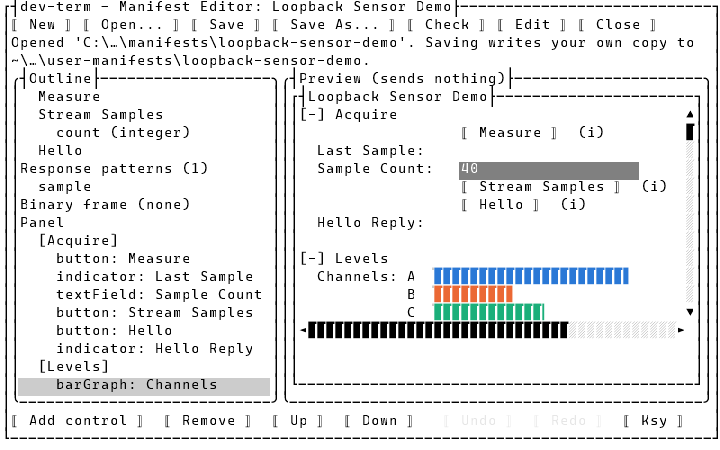 dev-term - Manifest Editor: Loopback Sensor Demo
New Open... Save Save As... Check Edit Close
Opened 'C:\…\manifests\loopback-sensor-demo'. Saving writes your own copy to
~\…\user-manifests\loopback-sensor-demo.
Outline
Measure
Stream Samples
count (integer)
Hello
Response patterns (1)
sample
Binary frame (none)
Panel
[Acquire]
button: Measure
indicator: Last Sample
textField: Sample Count
button: Stream Samples
button: Hello
indicator: Hello Reply
[Levels]
barGraph: Channels
Preview (sends nothing)
Loopback Sensor Demo
[-] Acquire
Measure (i)
Last Sample:
Sample Count: 40
Stream Samples (i)
Hello (i)
Hello Reply:
[-] Levels
Channels: A
B
C
Add control Remove Up Down Undo Redo Ksy